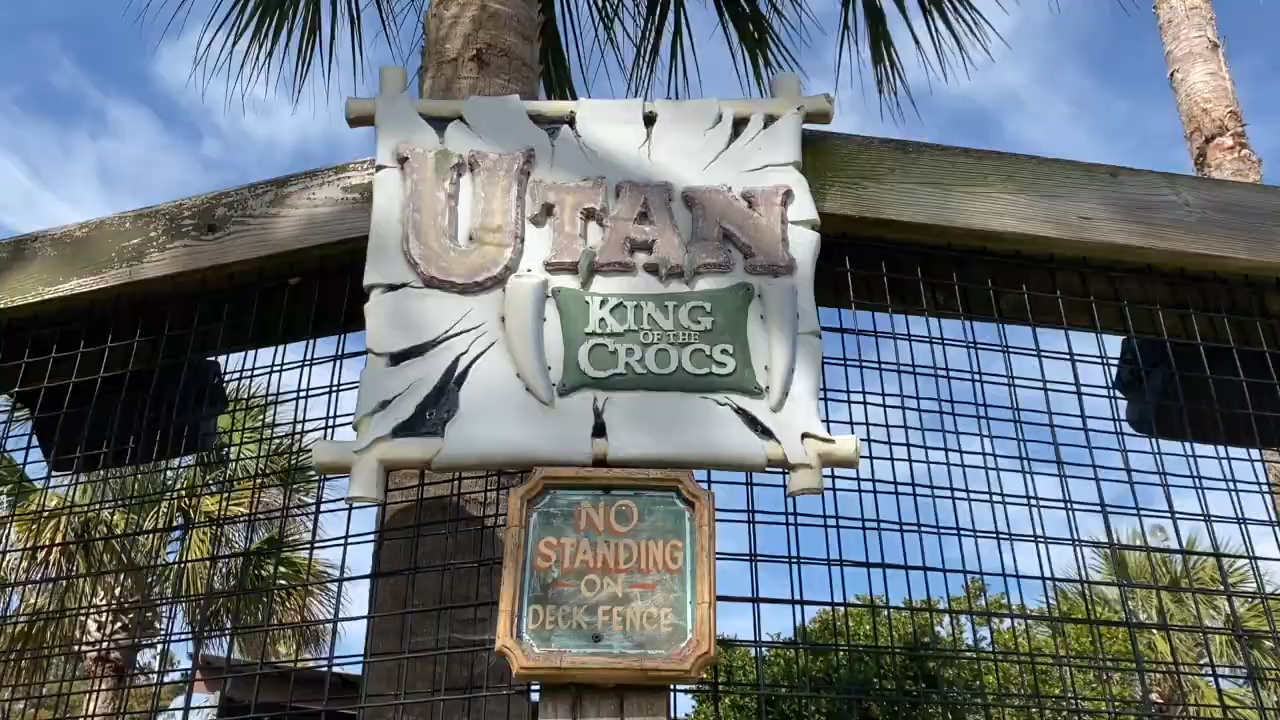 UTAN
KING
OF THE
CROCS
NO
STANDING
ON
DECK FENCE